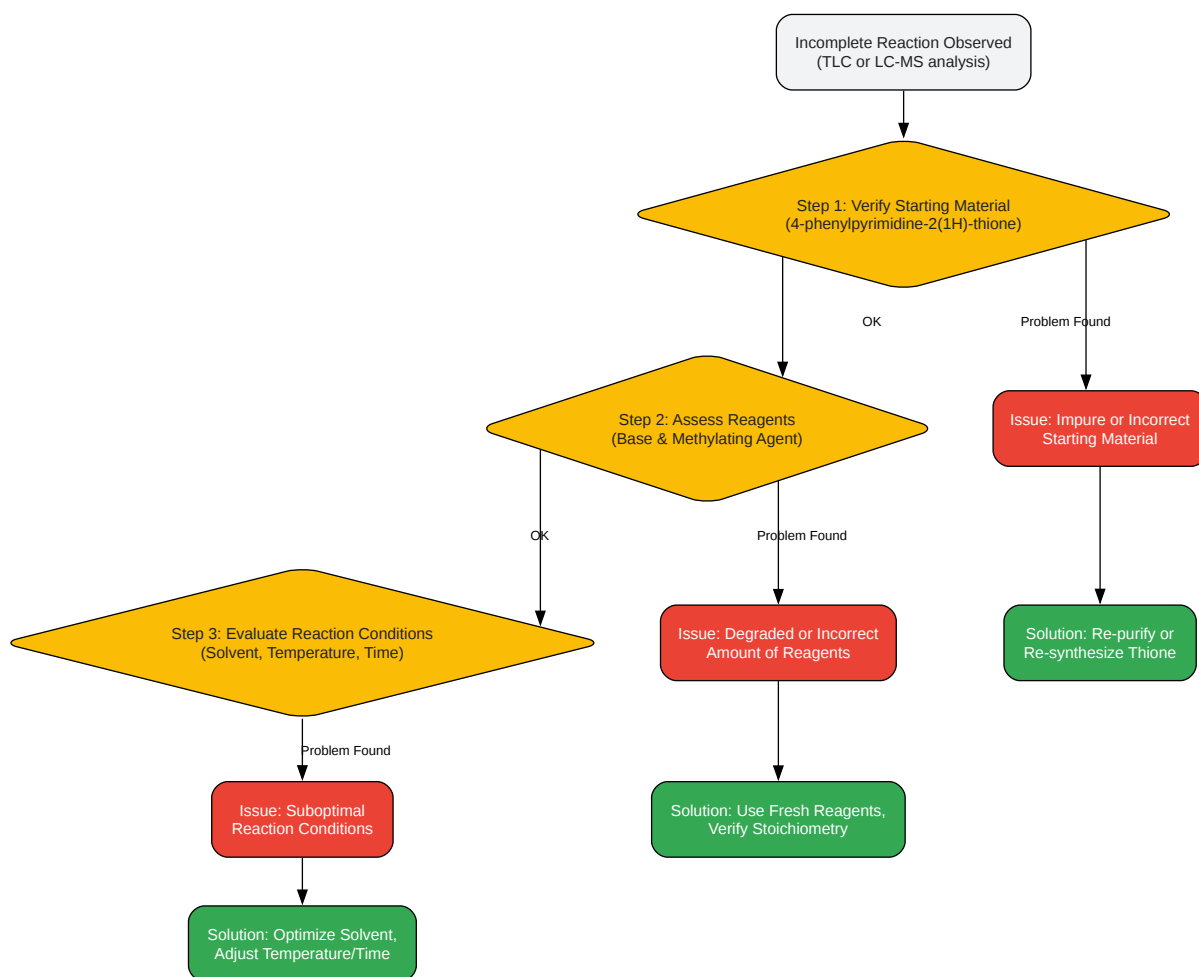 Incomplete Reaction Observed
(TLC or LC-MS analysis)
Step 1: Verify Starting Material
(4-phenylpyrimidine-2(1H)-thione)
OK
Problem Found
Step 2: Assess Reagents
(Base & Methylating Agent)
Issue: Impure or Incorrect
Starting Material
OK
Problem Found
Step 3: Evaluate Reaction Conditions
(Solvent, Temperature, Time)
Issue: Degraded or Incorrect
Amount of Reagents
Solution: Re-purify or
Re-synthesize Thione
Problem Found
Issue: Suboptimal
Reaction Conditions
Solution: Use Fresh Reagents,
Verify Stoichiometry
Solution: Optimize Solvent,
Adjust Temperature/Time